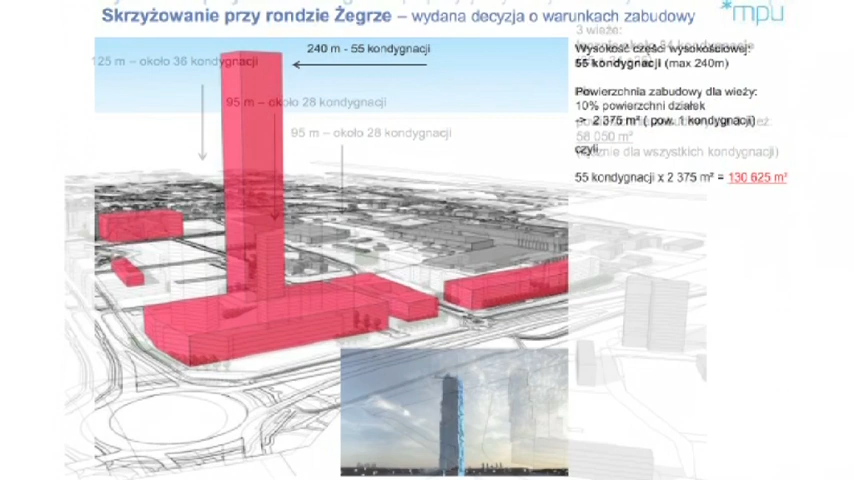 Skrzyżowanie przy rondzie Żegrze – wydana decyzja o warunkach zabudowy
*mpu
3 wieże:
240 m - 55 kondygnacji
Wysokość części wysokościowej:
55 kondygnacji (max 240m)
125 m – około 36 kondygnacji
95 m – około 28 kondygnacji
95 m – około 28 kondygnacji
Powierzchnia zabudowy dla wieży:
10% powierzchni działek
-> 2 375 m² ( pow. 1 kondygnacji)
58 050 m²
czyli
dla wszystkich kondygnacji)
55 kondygnacji x 2 375 m² = 130 625 m²